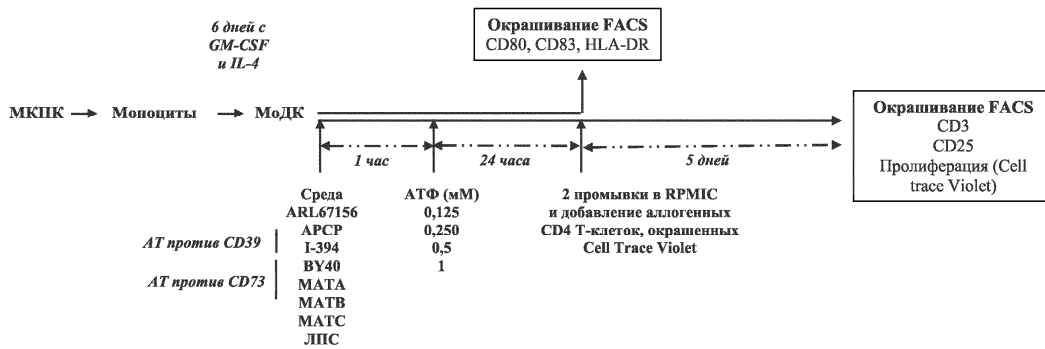 6 дней с
GM-CSF
и IL-4
Окрашивание FACS
CD80, CD83, HLA-DR
МКПК
Моноциты
МоДК
Окрашивание FACS
CD3
CD25
Пролиферация (Cell
trace Violet)
1 час
24 часа
5 дней
Среда
ARL67156
APCP
I-394
BY40
MATA
MATB
MATC
ЛПС
АТ против CD39
АТ против CD73
АТФ (мМ)
0,125
0,250
0,5
1
2 промывки в RPMIC
и добавление аллогенных
CD4 Т-клеток, окрашенных
Cell Trace Violet